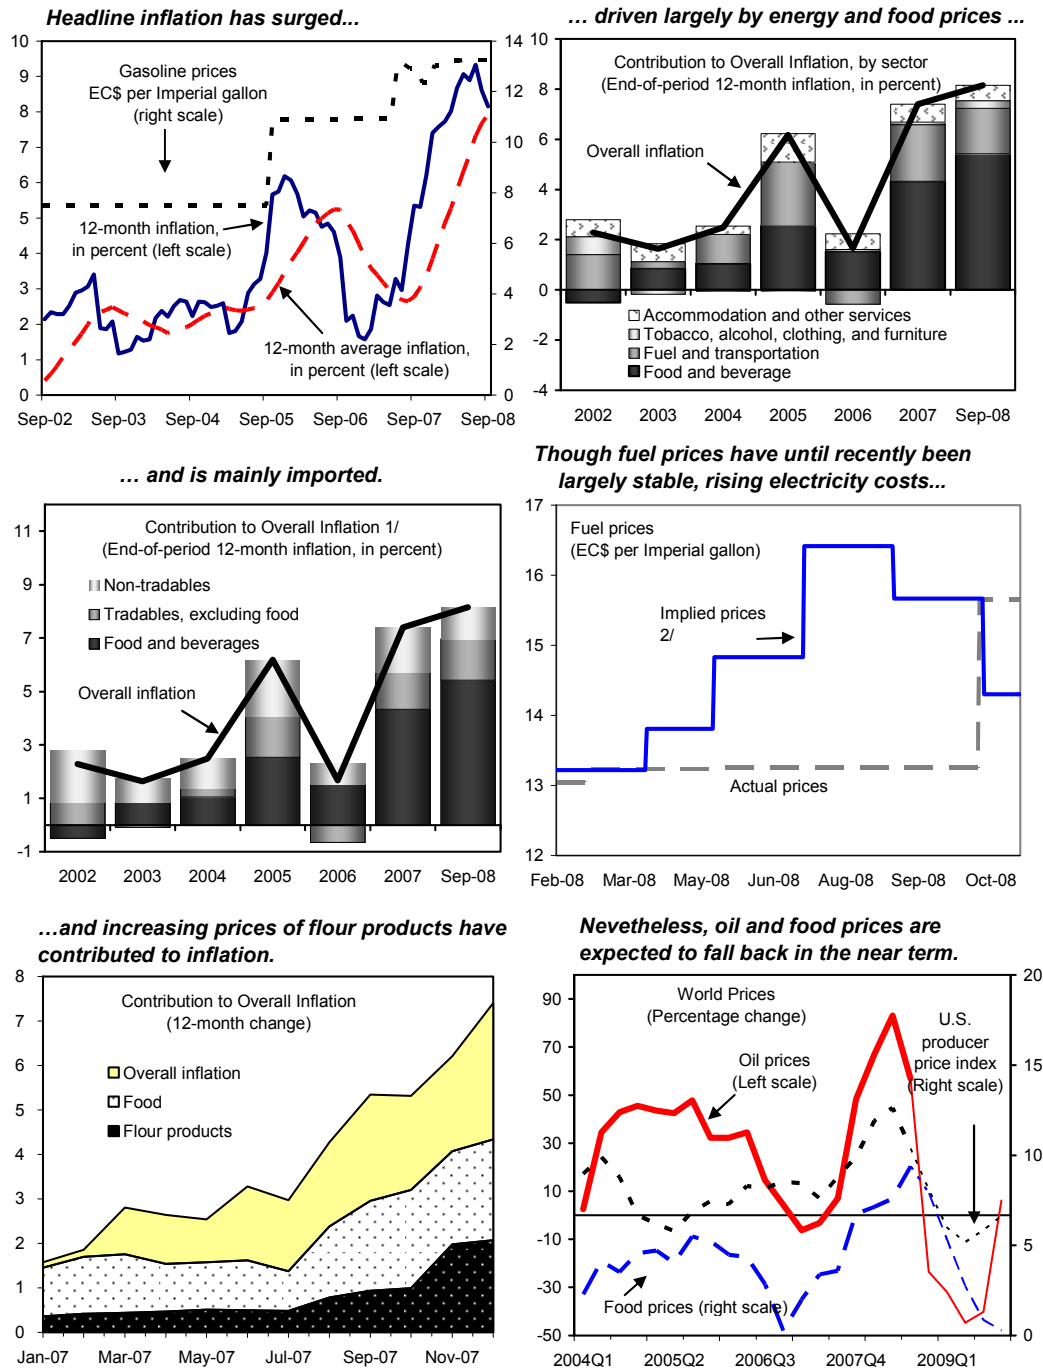 Headline inflation has surged...
10
9
8
7
6
5
4
3
2
1
0
14
12
10
8
6
4
2
0
Gasoline prices
EC$ per Imperial gallon
(right scale)
12-month inflation,
in percent (left scale)
12-month average inflation,
in percent (left scale)
Sep-02 Sep-03 Sep-04 Sep-05 Sep-06 Sep-07 Sep-08
... driven largely by energy and food prices ...
10
8
6
4
2
0
-2
-4
Contribution to Overall Inflation, by sector
(End-of-period 12-month inflation, in percent)
Overall inflation
Accommodation and other services
Tobacco, alcohol, clothing, and furniture
Fuel and transportation
Food and beverage
2002 2003 2004 2005 2006 2007 Sep-08
... and is mainly imported.
11
9
7
5
3
1
-1
Contribution to Overall Inflation 1/
(End-of-period 12-month inflation, in percent)
Non-tradables
Tradables, excluding food
Food and beverages
Overall inflation
2002 2003 2004 2005 2006 2007 Sep-08
Though fuel prices have until recently been
largely stable, rising electricity costs...
17
16
15
14
13
12
Fuel prices
(EC$ per Imperial gallon)
Implied prices
2/
Actual prices
Feb-08 Mar-08 May-08 Jun-08 Aug-08 Sep-08 Oct-08
...and increasing prices of flour products have
contributed to inflation.
8
7
6
5
4
3
2
1
0
Contribution to Overall Inflation
(12-month change)
Overall inflation
Food
Flour products
Jan-07 Mar-07 May-07 Jul-07 Sep-07 Nov-07
Nevetheless, oil and food prices are
expected to fall back in the near term.
90
70
50
30
10
-10
-30
-50
20
15
10
5
0
World Prices
(Percentage change)
Oil prices
(Left scale)
U.S.
producer
price index
(Right scale)
Food prices (right scale)
2004Q1 2005Q2 2006Q3 2007Q4 2009Q1